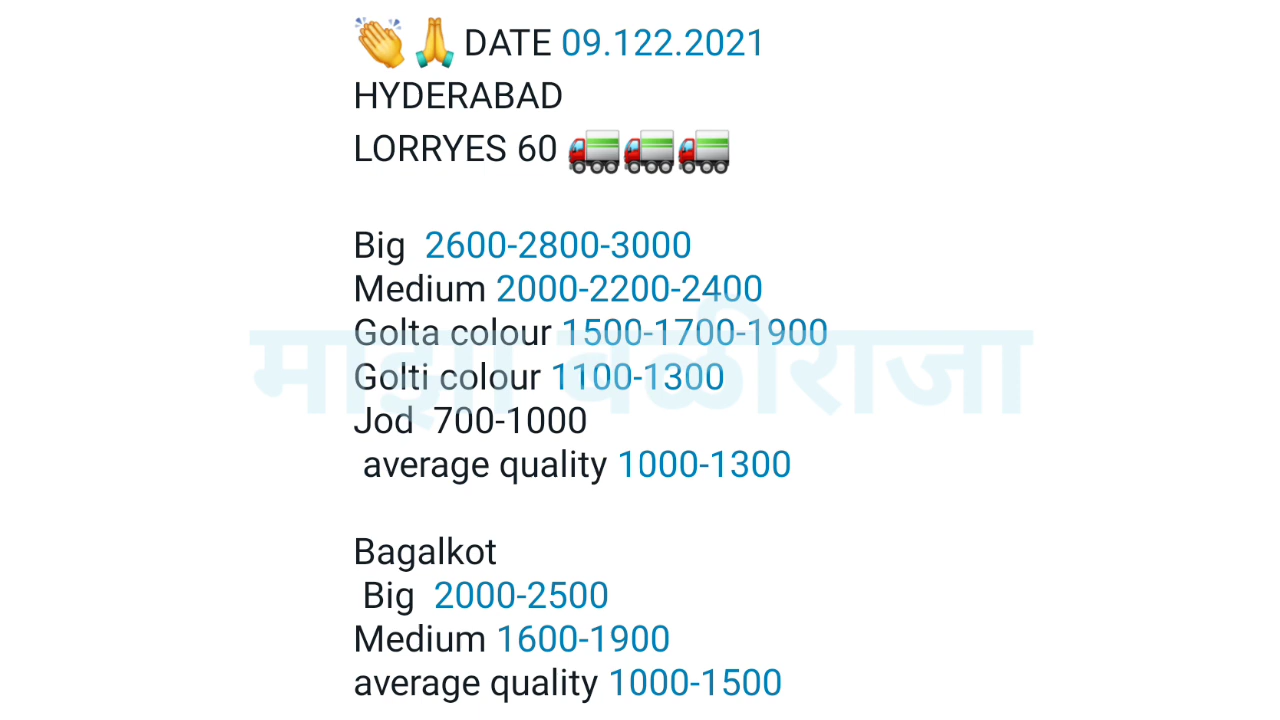 👏🙏DATE 09.122.2021
HYDERABAD
LORRYES 60 🚛🚛🚛
Big  2600-2800-3000
Medium 2000-2200-2400
Golta colour 1500-1700-1900
माझा बळीराजा
Golti colour 1100-1300
Jod  700-1000
average quality 1000-1300
Bagalkot
Big  2000-2500
Medium 1600-1900
average quality 1000-1500